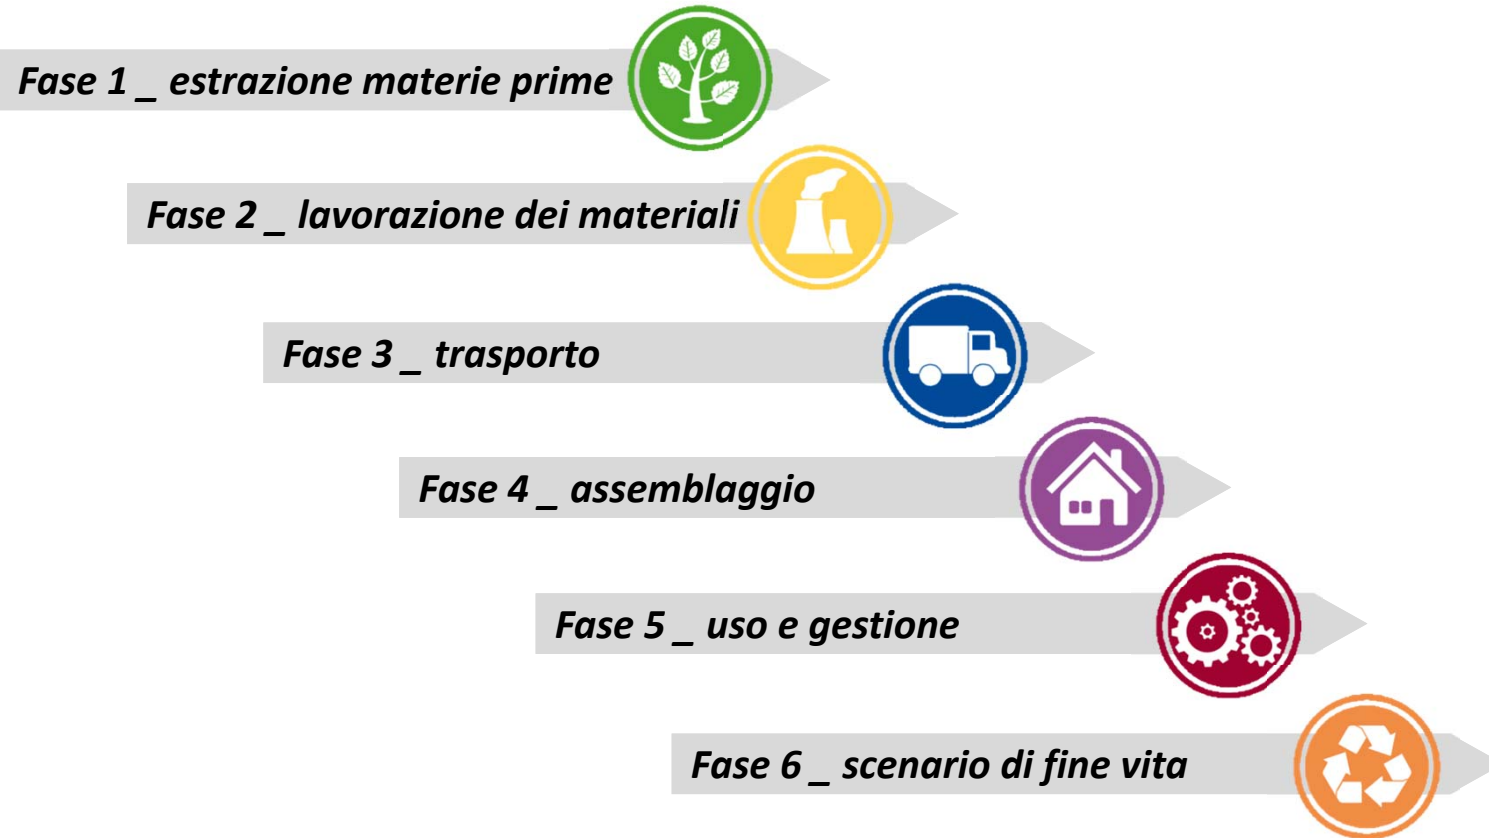 Fase 1 _ estrazione materie prime
Fase 2 _ lavorazione dei materiali
Fase 3 _ trasporto
Fase 4 _ assemblaggio
Fase 5 _ uso e gestione
Fase 6 _ scenario di fine vita